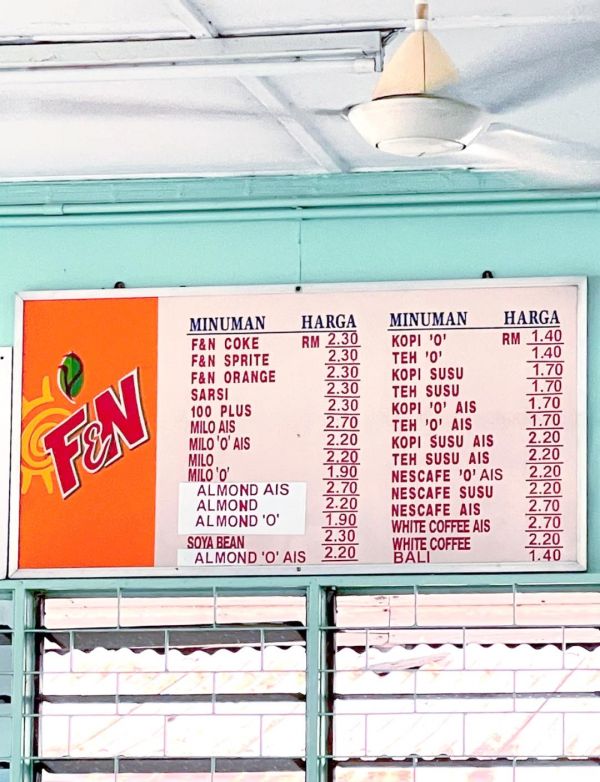 F&N
MINUMAN HARGA
F&N COKE RM 2.30
F&N SPRITE 2.30
F&N ORANGE 2.30
SARSI 2.30
100 PLUS 2.30
MILO AIS 2.70
MILO 'O' AIS 2.20
MILO 2.20
MILO 'O' 1.90
ALMOND AIS 2.70
ALMOND 2.20
ALMOND 'O' 1.90
SOYA BEAN 2.30
ALMOND 'O' AIS 2.20
MINUMAN HARGA
KOPI 'O' RM 1.40
TEH 'O' 1.40
KOPI SUSU 1.70
TEH SUSU 1.70
KOPI 'O' AIS 1.70
TEH 'O' AIS 1.70
KOPI SUSU AIS 2.20
TEH SUSU AIS 2.20
NESCAFE 'O' AIS 2.20
NESCAFE SUSU 2.20
NESCAFE AIS 2.70
WHITE COFFEE AIS 2.70
WHITE COFFEE 2.20
BALI 1.40